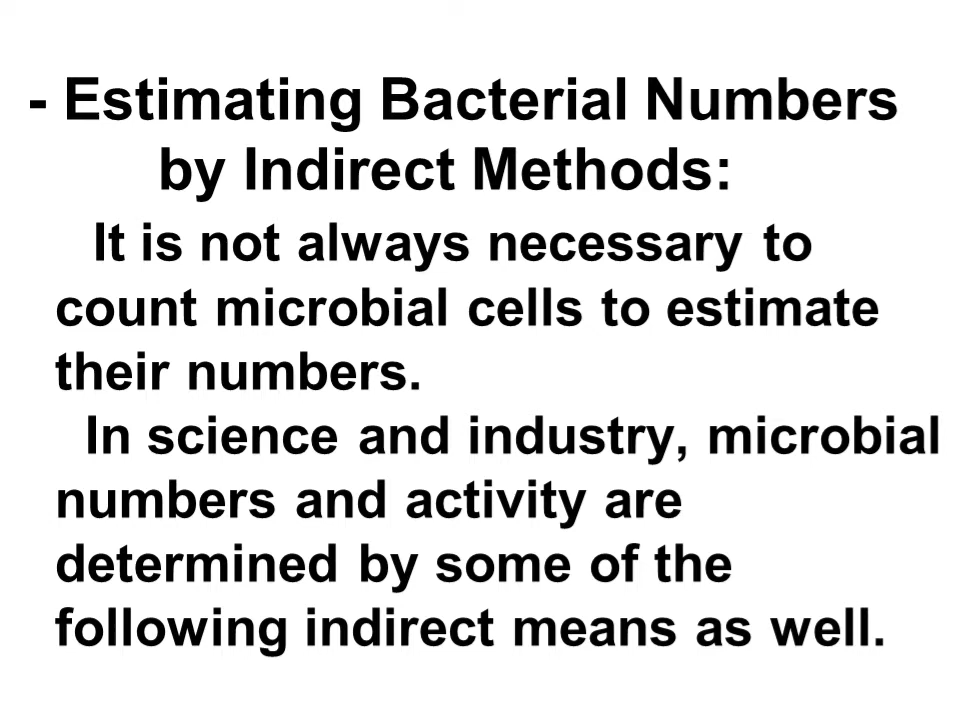 - Estimating Bacterial Numbers
by Indirect Methods:
It is not always necessary to
count microbial cells to estimate
their numbers.
In science and industry, microbial
numbers and activity are
determined by some of the
following indirect means as well.